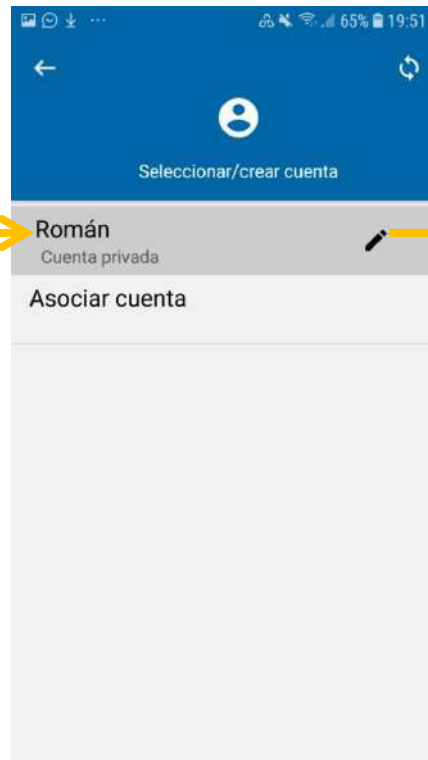 65% 19:51
Seleccionar/crear cuenta
Román
Cuenta privada
Asociar cuenta